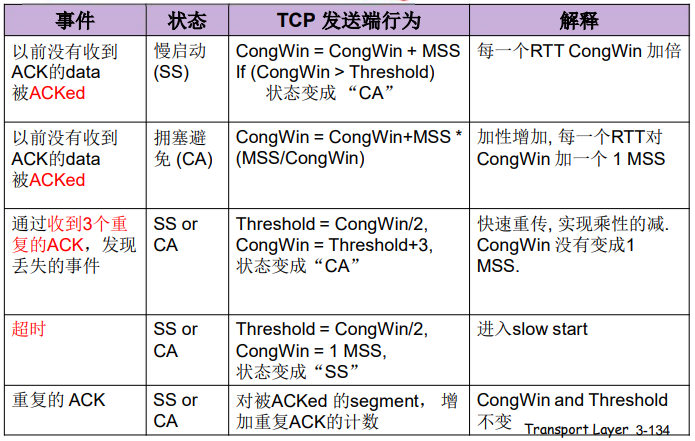 事件 状态 TCP 发送端行为 解释
以前没有收到
ACK的data
被ACKed
慢启动
(SS)
CongWin = CongWin + MSS
If (CongWin > Threshold)
状态变成 “CA”
每一个RTT CongWin 加倍
以前没有收到
ACK的data
被ACKed
拥塞避
免 (CA)
CongWin = CongWin+MSS *
(MSS/CongWin)
加性增加, 每一个RTT对
CongWin 加一个 1 MSS
通过收到3个重
复的ACK，发现
丢失的事件
SS or
CA
Threshold = CongWin/2,
CongWin = Threshold+3,
状态变成“CA”
快速重传, 实现乘性的减.
CongWin 没有变成1
MSS.
超时
SS or
CA
Threshold = CongWin/2,
CongWin = 1 MSS,
状态变成“SS”
进入slow start
重复的 ACK
SS or
CA
对被ACKed 的segment， 增
加重复ACK的计数
CongWin and Threshold
不变
Transport Layer 3-134